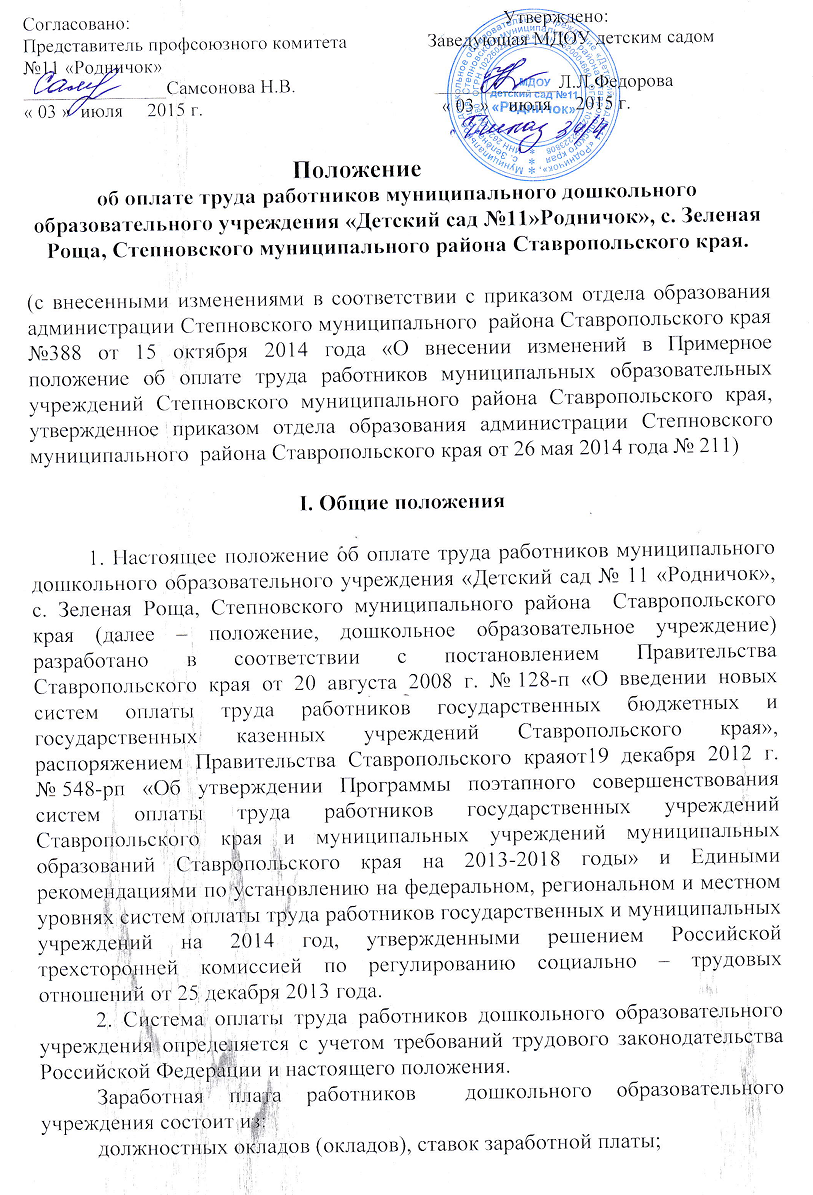 Согласовано:
Утверждено:
Представитель профсоюзного комитета
Заведующая МДОУ детским садом
№11 «Родничок»
Самсонова Н.В.
Л.Л.Федорова
« 03 » июля 2015 г.
« 03 » июля 2015 г.
МДОУ
детский сад №11
«Родничок»
Приказ 39/4
Положение
об оплате труда работников муниципального дошкольного
образовательного учреждения «Детский сад №11»Родничок», с. Зеленая
Роща, Степновского муниципального района Ставропольского края.
(с внесенными изменениями в соответствии с приказом отдела образования
администрации Степновского муниципального района Ставропольского края
№388 от 15 октября 2014 года «О внесении изменений в Примерное
положение об оплате труда работников муниципальных образовательных
учреждений Степновского муниципального района Ставропольского края,
утвержденное приказом отдела образования администрации Степновского
муниципального района Ставропольского края от 26 мая 2014 года № 211)
I. Общие положения
1. Настоящее положение об оплате труда работников муниципального
дошкольного образовательного учреждения «Детский сад № 11 «Родничок»,
с. Зеленая Роща, Степновского муниципального района Ставропольского
края (далее – положение, дошкольное образовательное учреждение)
разработано в соответствии с постановлением Правительства
Ставропольского края от 20 августа 2008 г. № 128-п «О введении новых
систем оплаты труда работников государственных бюджетных и
государственных казенных учреждений Ставропольского края»,
распоряжением Правительства Ставропольского краяот19 декабря 2012 г.
№ 548-рп «Об утверждении Программы поэтапного совершенствования
систем оплаты труда работников государственных учреждений
Ставропольского края и муниципальных учреждений муниципальных
образований Ставропольского края на 2013-2018 годы» и Едиными
рекомендациями по установлению на федеральном, региональном и местном
уровнях систем оплаты труда работников государственных и муниципальных
учреждений на 2014 год, утвержденными решением Российской
трехсторонней комиссией по регулированию социально – трудовых
отношений от 25 декабря 2013 года.
2. Система оплаты труда работников дошкольного образовательного
учреждения определяется с учетом требований трудового законодательства
Российской Федерации и настоящего положения.
Заработная плата работников дошкольного образовательного
учреждения состоит из:
должностных окладов (окладов), ставок заработной платы;